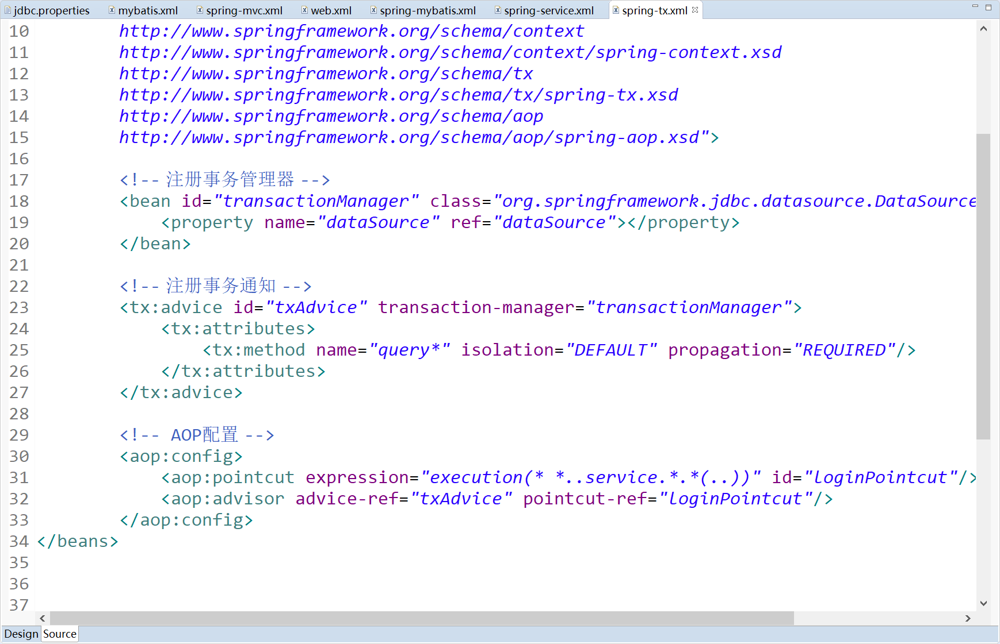 jdbc.properties mybatis.xml spring-mvc.xml web.xml spring-mybatis.xml spring-service.xml spring-tx.xml
10 http://www.springframework.org/schema/context
11 http://www.springframework.org/schema/context/spring-context.xsd
12 http://www.springframework.org/schema/tx
13 http://www.springframework.org/schema/tx/spring-tx.xsd
14 http://www.springframework.org/schema/aop
15 http://www.springframework.org/schema/aop/spring-aop.xsd">
16
17 <!-- 注册事务管理器 -->
18 <bean id="transactionManager" class="org.springframework.jdbc.datasource.DataSource
19 <property name="dataSource" ref="dataSource"></property>
20 </bean>
21
22 <!-- 注册事务通知 -->
23 <tx:advice id="txAdvice" transaction-manager="transactionManager">
24 <tx:attributes>
25 <tx:method name="query*" isolation="DEFAULT" propagation="REQUIRED"/>
26 </tx:attributes>
27 </tx:advice>
28
29 <!-- AOP配置 -->
30 <aop:config>
31 <aop:pointcut expression="execution(* *..service.*.*(..))" id="loginPointcut"/>
32 <aop:advisor advice-ref="txAdvice" pointcut-ref="loginPointcut"/>
33 </aop:config>
34 </beans>
35
36
37
Design Source